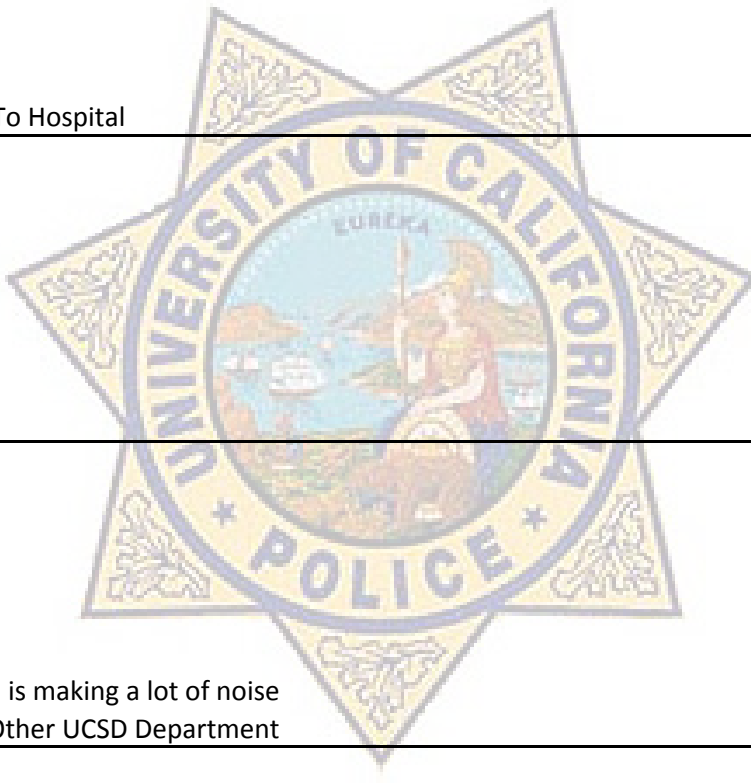 To Hospital
UNIVERSITY OF CALIFORNIA
EUREKA
* POLICE *
is making a lot of noise
Other UCSD Department